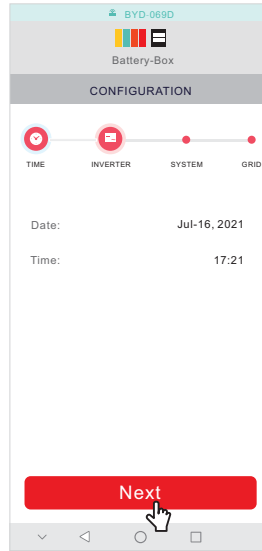 BYD-069D
Battery-Box
CONFIGURATION
TIME INVERTER SYSTEM GRID
Date: Jul-16, 2021
Time: 17:21
Next